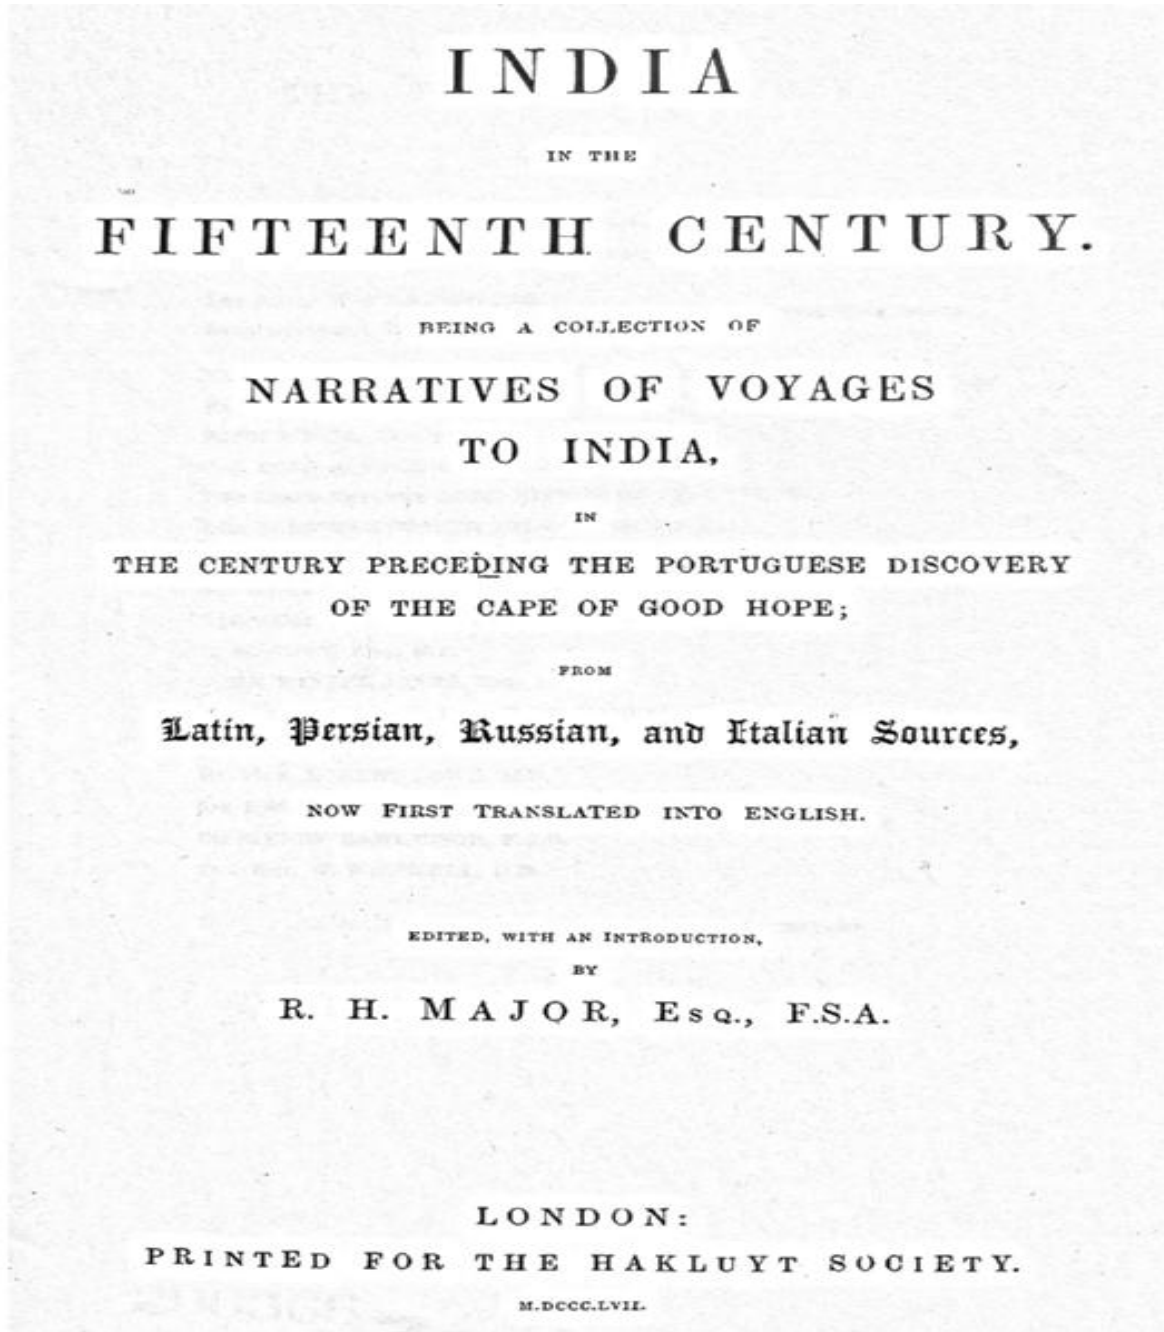 INDIA
IN THE
FIFTEENTH CENTURY.
BEING A COLLECTION OF
NARRATIVES OF VOYAGES
TO INDIA,
IN
THE CENTURY PRECEDING THE PORTUGUESE DISCOVERY
OF THE CAPE OF GOOD HOPE;
FROM
Latin, Persian, Russian, and Italian Sources,
NOW FIRST TRANSLATED INTO ENGLISH.
EDITED, WITH AN INTRODUCTION,
BY
R. H. MAJOR, Esq., F.S.A.
LONDON:
PRINTED FOR THE HAKLUYT SOCIETY.
M.DCCC.LVII.